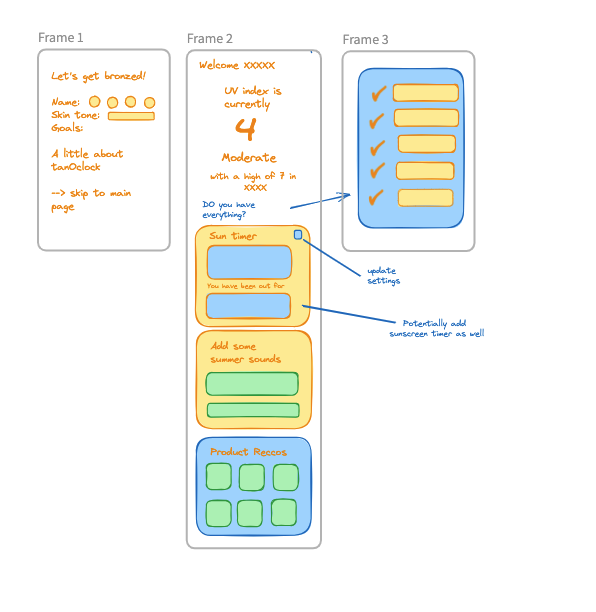 Frame 1
Let's get bronzed!
Name:
Skin tone:
Goals:
A little about
tanOclock
--> skip to main
page
Frame 2
Welcome XXXXX
UV index is
currently
4
Moderate
with a high of 7 in
XXXX
DO you have
everything?
Sun timer
You have been out for
update
settings
Potentially add
sunscreen timer as well
Add some
summer sounds
Product Reccos
Frame 3